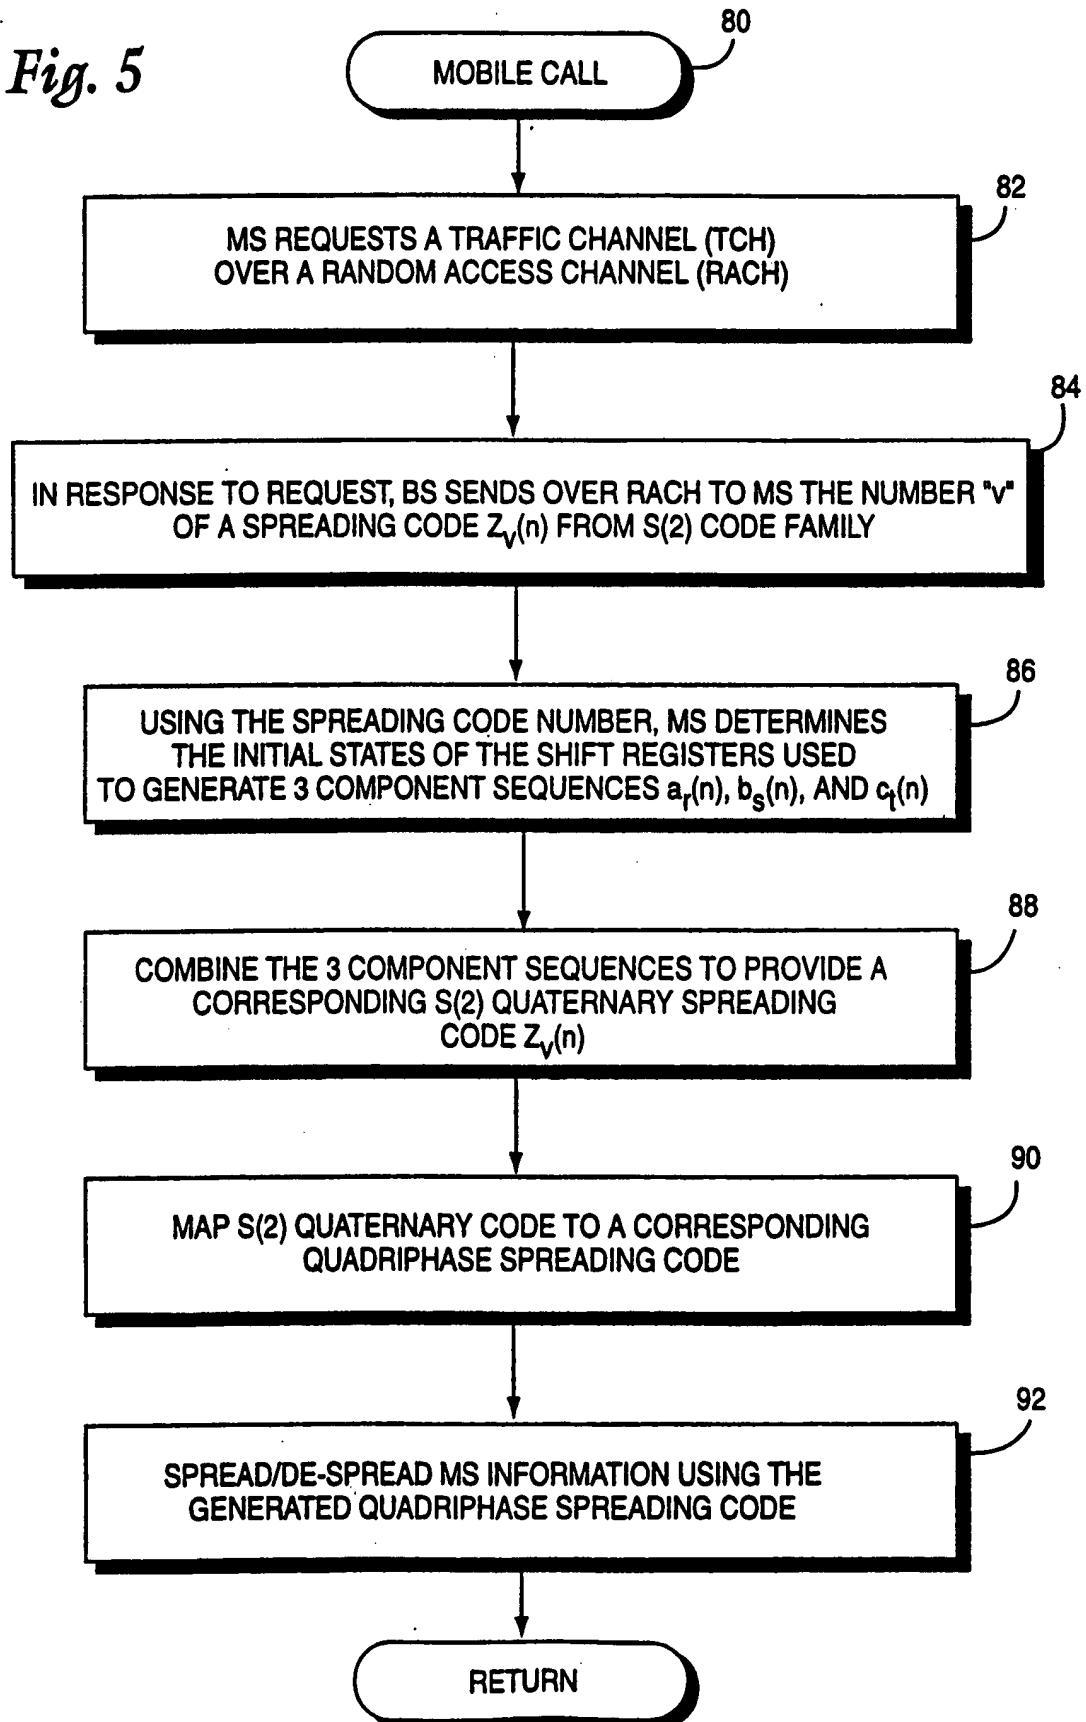 Fig. 5
80
MOBILE CALL
82
MS REQUESTS A TRAFFIC CHANNEL (TCH)
OVER A RANDOM ACCESS CHANNEL (RACH)
84
IN RESPONSE TO REQUEST, BS SENDS OVER RACH TO MS THE NUMBER "v"
OF A SPREADING CODE Zv(n) FROM S(2) CODE FAMILY
86
USING THE SPREADING CODE NUMBER, MS DETERMINES
THE INITIAL STATES OF THE SHIFT REGISTERS USED
TO GENERATE 3 COMPONENT SEQUENCES ar(n), bs(n), AND ct(n)
88
COMBINE THE 3 COMPONENT SEQUENCES TO PROVIDE A
CORRESPONDING S(2) QUATERNARY SPREADING
CODE Zv(n)
90
MAP S(2) QUATERNARY CODE TO A CORRESPONDING
QUADRIPHASE SPREADING CODE
92
SPREAD/DE-SPREAD MS INFORMATION USING THE
GENERATED QUADRIPHASE SPREADING CODE
RETURN